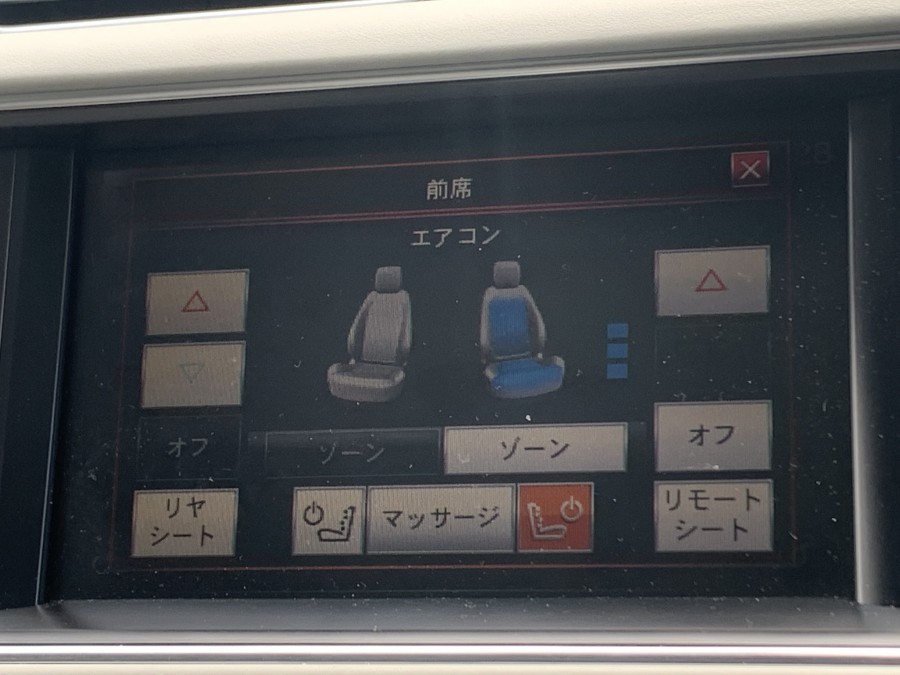 前席
エアコン
オフ
ゾーン
ゾーン
オフ
リヤ
シート
マッサージ
リモート
シート